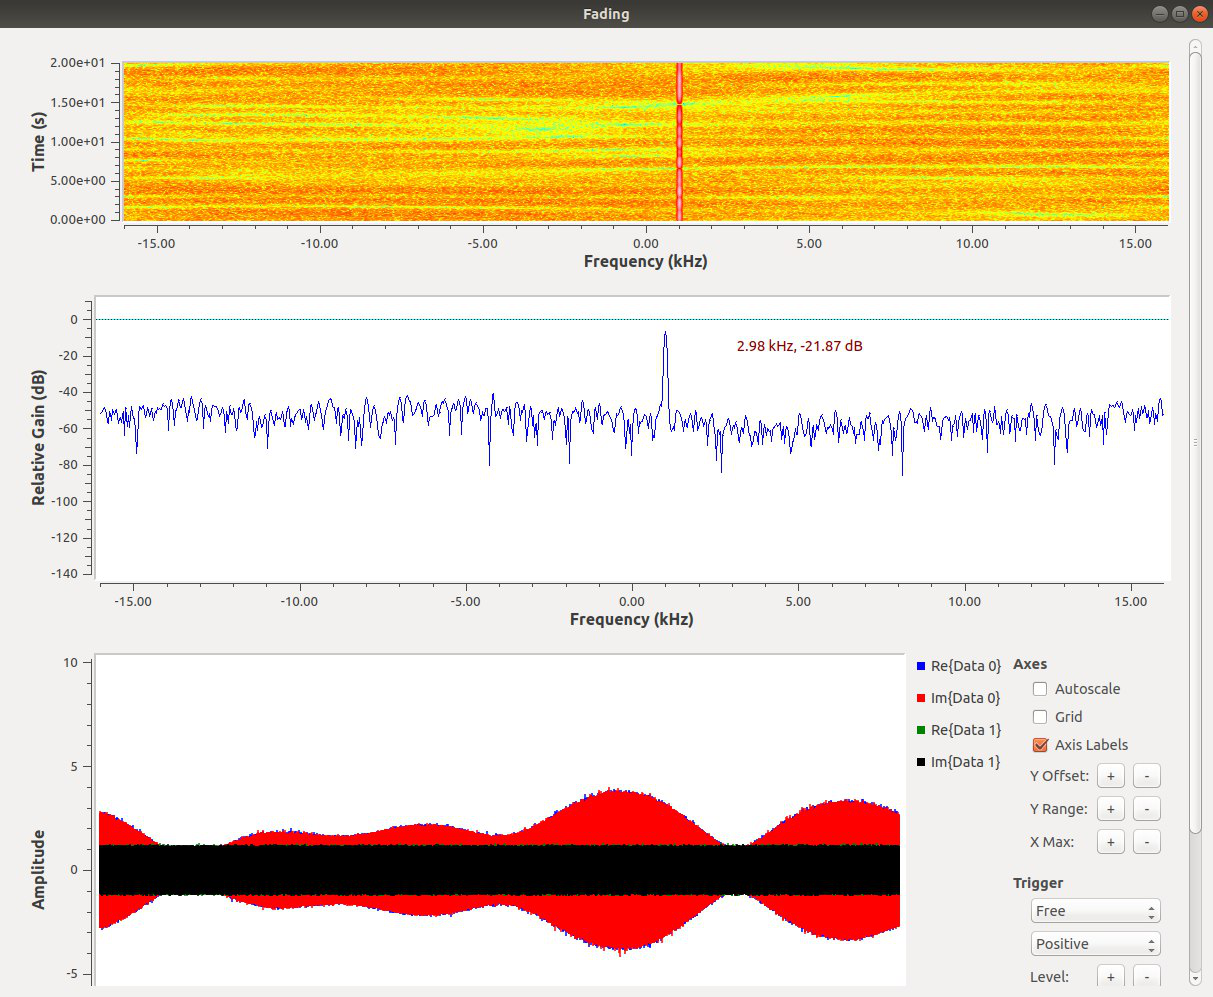 Fading
2.00e+01
1.50e+01
1.00e+01
5.00e+00
0.00e+00
Time (s)
-15.00 -10.00 -5.00 0.00 5.00 10.00 15.00
Frequency (kHz)
0
-20
-40
-60
-80
-100
-120
-140
Relative Gain (dB)
2.98 kHz, -21.87 dB
-15.00 -10.00 -5.00 0.00 5.00 10.00 15.00
Frequency (kHz)
10
5
0
-5
Amplitude
Re{Data 0}
Im{Data 0}
Re{Data 1}
Im{Data 1}
Axes
Autoscale
Grid
Axis Labels
Y Offset: + -
Y Range: + -
X Max: + -
Trigger
Free
Positive
Level: + -